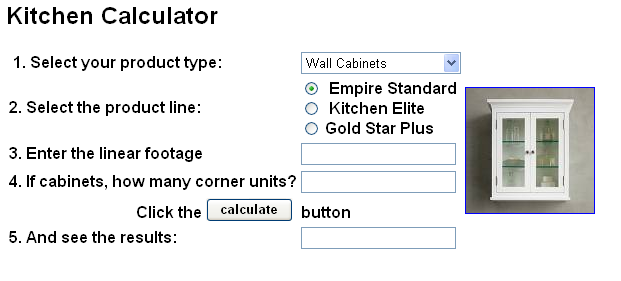 Kitchen Calculator
1. Select your product type: Wall Cabinets
Empire Standard
2. Select the product line: Kitchen Elite
Gold Star Plus
3. Enter the linear footage
4. If cabinets, how many corner units?
Click the calculate button
5. And see the results: